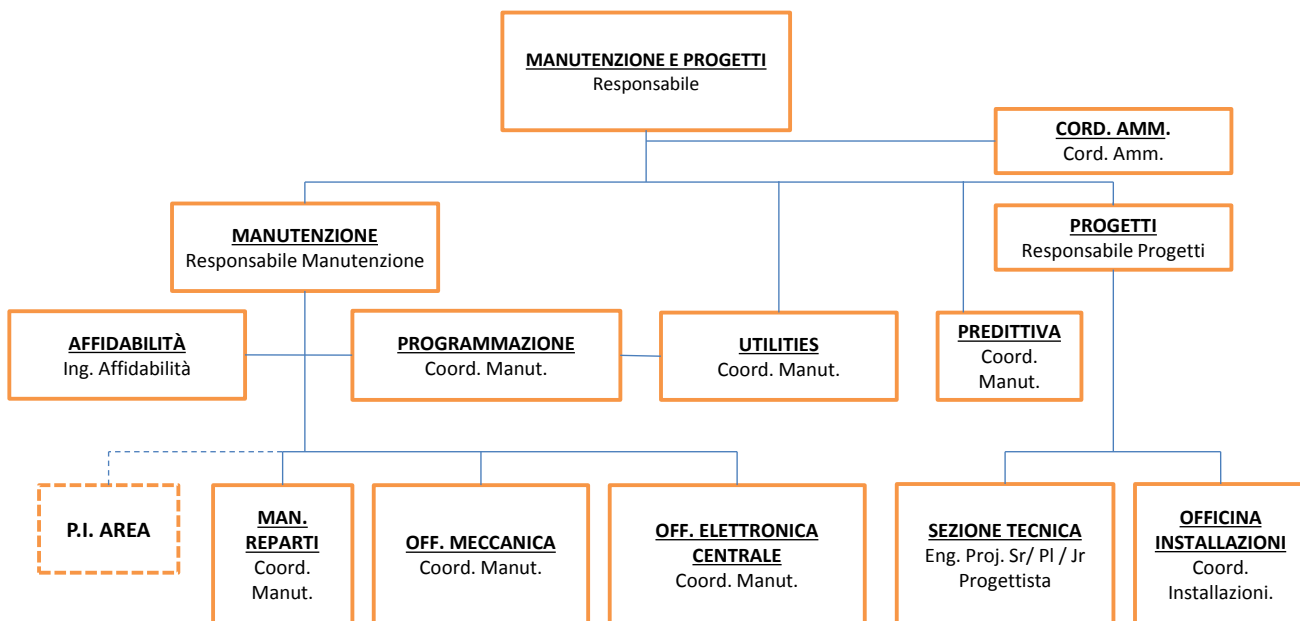 MANUTENZIONE E PROGETTI
Responsabile
CORD. AMM.
Cord. Amm.
MANUTENZIONE
Responsabile Manutenzione
PROGETTI
Responsabile Progetti
AFFIDABILITÀ
Ing. Affidabilità
PROGRAMMAZIONE
Coord. Manut.
UTILITIES
Coord. Manut.
PREDITTIVA
Coord.
Manut.
P.I. AREA
MAN.
REPARTI
Coord.
Manut.
OFF. MECCANICA
Coord. Manut.
OFF. ELETTRONICA
CENTRALE
Coord. Manut.
SEZIONE TECNICA
Eng. Proj. Sr/ Pl / Jr
Progettista
OFFICINA
INSTALLAZIONI
Coord.
Installazioni.